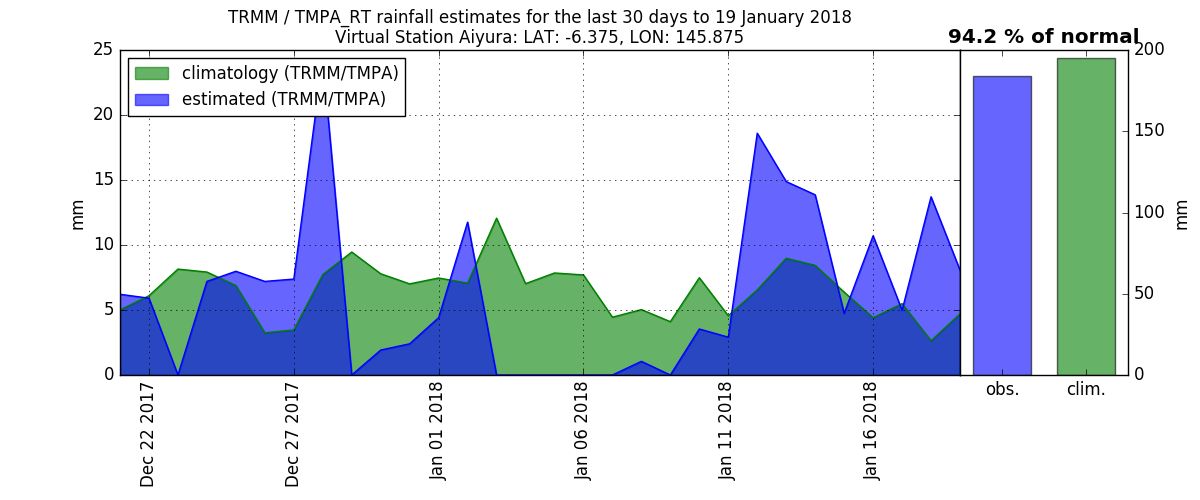 TRMM / TMPA_RT rainfall estimates for the last 30 days to 19 January 2018
Virtual Station Aiyura: LAT: -6.375, LON: 145.875
94.2 % of normal
climatology (TRMM/TMPA)
estimated (TRMM/TMPA)
25
20
15
10
5
0
mm
200
150
100
50
0
mm
obs.
clim.
Dec 22 2017
Dec 27 2017
Jan 01 2018
Jan 06 2018
Jan 11 2018
Jan 16 2018